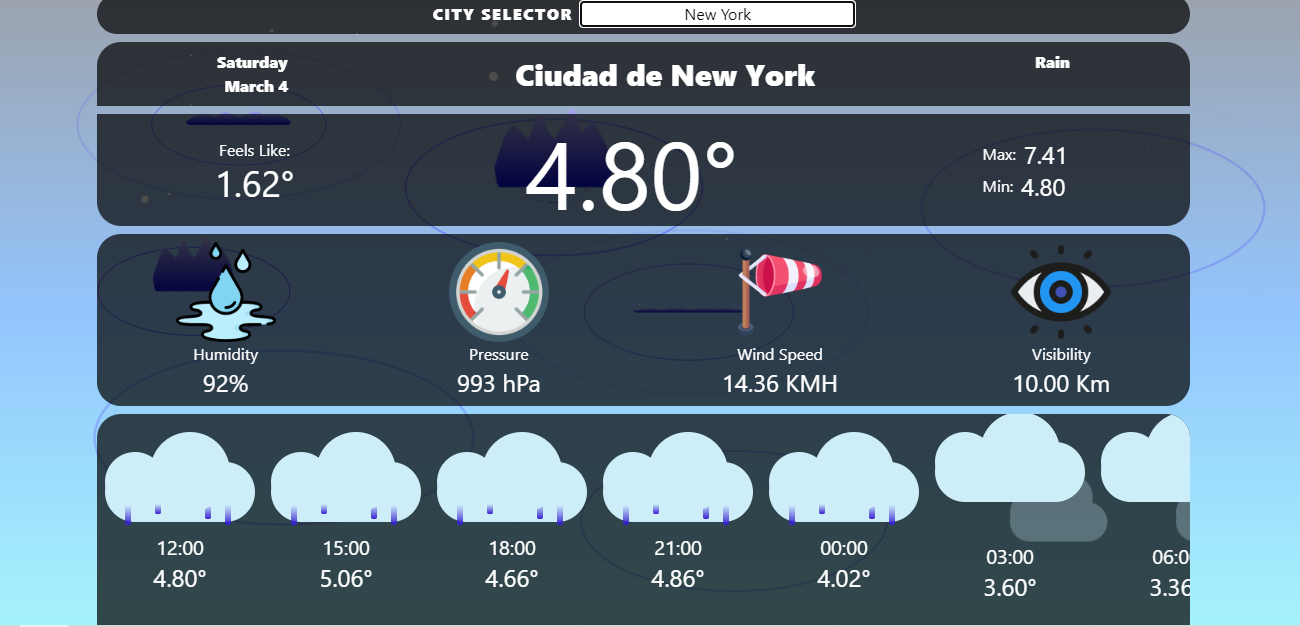 CITY SELECTOR New York
Saturday
March 4
Ciudad de New York
Rain
Feels Like:
1.62°
4.80°
Max: 7.41
Min: 4.80
Humidity
92%
Pressure
993 hPa
Wind Speed
14.36 KMH
Visibility
10.00 Km
12:00 15:00 18:00 21:00 00:00 03:00 06:0
4.80° 5.06° 4.66° 4.86° 4.02° 3.60° 3.36